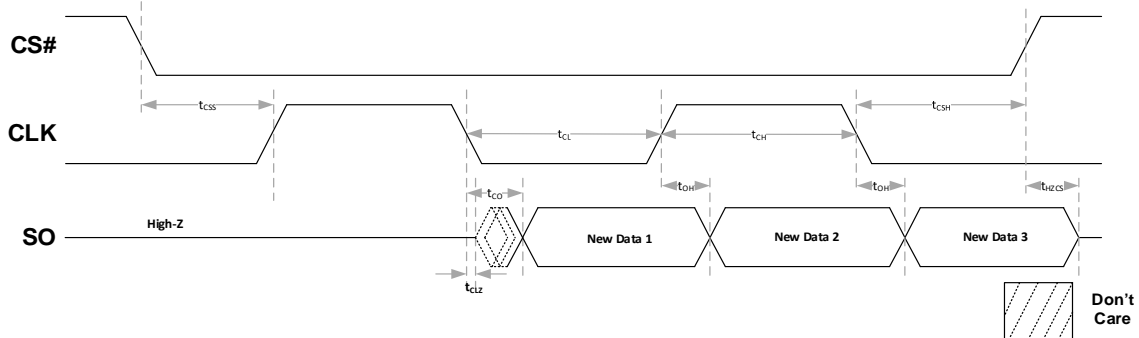 CS#
tCSS
tCSH
CLK
tCL
tCH
tCO
tOH
tOH
tHZCS
High-Z
SO
New Data 1
New Data 2
New Data 3
tCLZ
Don't
Care